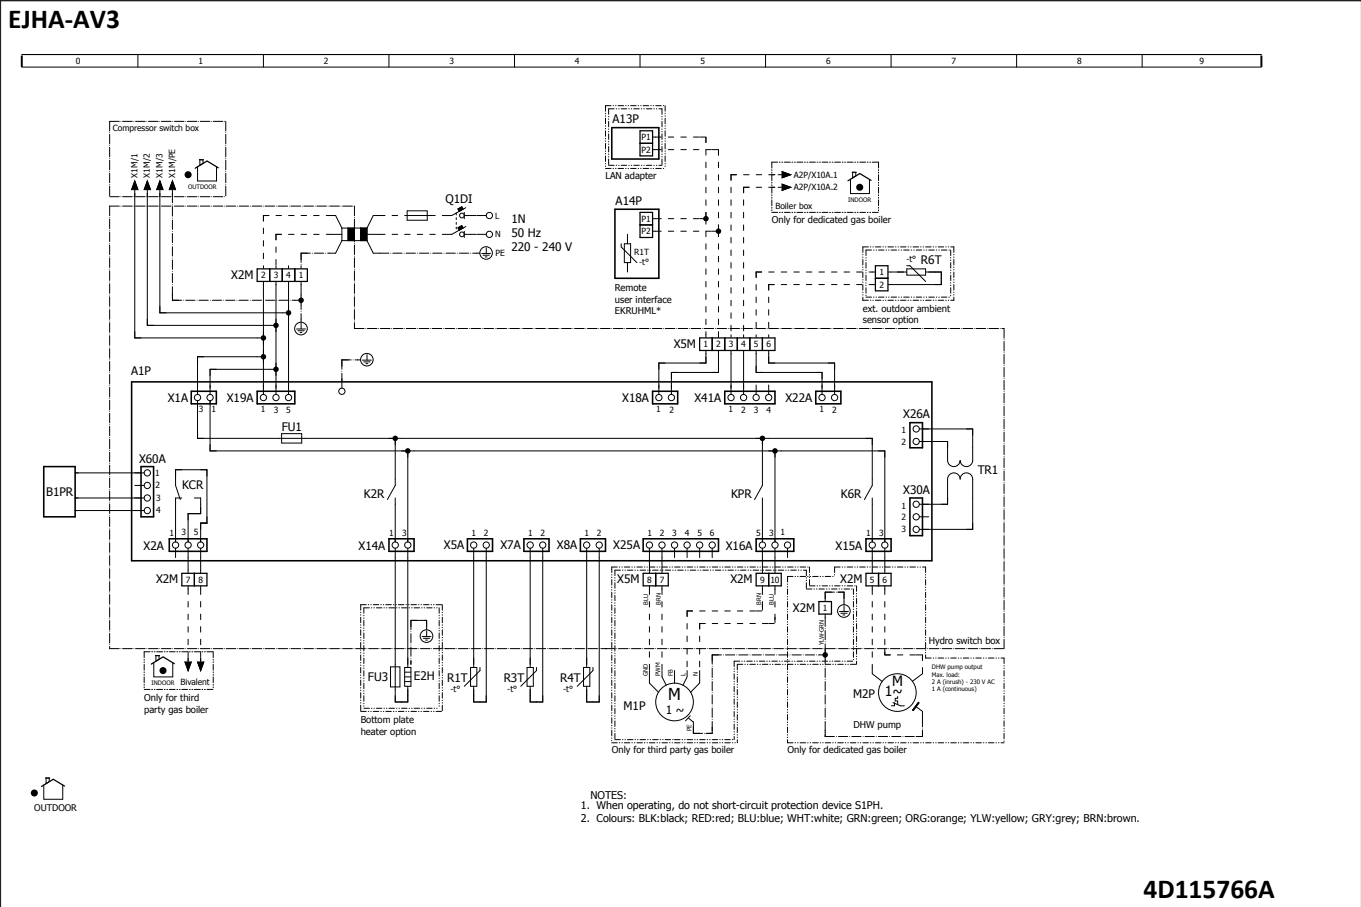 EJHA-AV3
0 1 2 3 4 5 6 7 8 9
Compressor switch box
X1M/1
X1M/2
X1M/3
X1M/PE
OUTDOOR
Q1DI
L
N
PE
1N
50 Hz
220 - 240 V
X2M 2 3 4 1
A13P
P1
P2
LAN adapter
A14P
P1
P2
R1T
-t°
Remote
user interface
EKRUHML*
A2P/X10A.1
A2P/X10A.2
INDOOR
Boiler box
Only for dedicated gas boiler
-t° R6T
1
2
ext. outdoor ambient
sensor option
X5M 1 2 3 4 5 6
A1P
X1A
3 1
X19A
1 3 5
X18A
1 2
X41A
1 2 3 4
X22A
1 2
X26A
1
2
FU1
TR1
X60A
1
2
3
4
B1PR
KCR
K2R
KPR
K6R
X30A
1
2
3
X2A
1 3 5
X14A
1 3
X5A
1 2
X7A
1 2
X8A
1 2
X25A
1 2 3 4 5 6
X16A
5 3 1
X15A
1 3
X2M 7 8
X5M 8 7
X2M 9 10
X2M 5 6
BLU
BRN
BRN
BLU
X2M 1
YLW-GRN
Hydro switch box
INDOOR
Bivalent
Only for third
party gas boiler
FU3
E2H
Bottom plate
heater option
R1T
-t°
R3T
-t°
R4T
-t°
GND
PWM
FB
L
N
M1P
M
1 ~
PE
Only for third party gas boiler
M2P
M
1~
DHW pump
DHW pump output
Max. load:
2 A (inrush) - 230 V AC
1 A (continuous)
Only for dedicated gas boiler
OUTDOOR
NOTES:
1. When operating, do not short-circuit protection device S1PH.
2. Colours: BLK:black; RED:red; BLU:blue; WHT:white; GRN:green; ORG:orange; YLW:yellow; GRY:grey; BRN:brown.
4D115766A